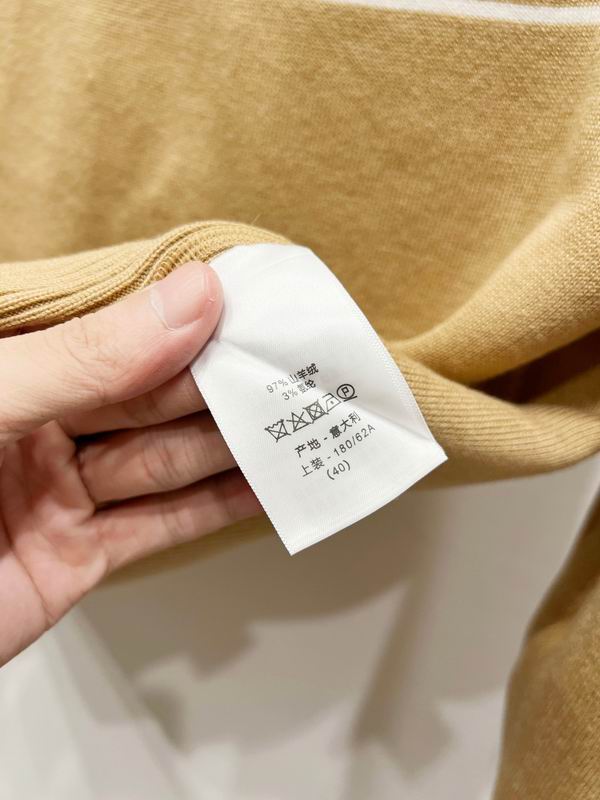 97% 山羊绒
3% 氨纶
P
产地 - 意大利
上装 - 180/62A
(40)